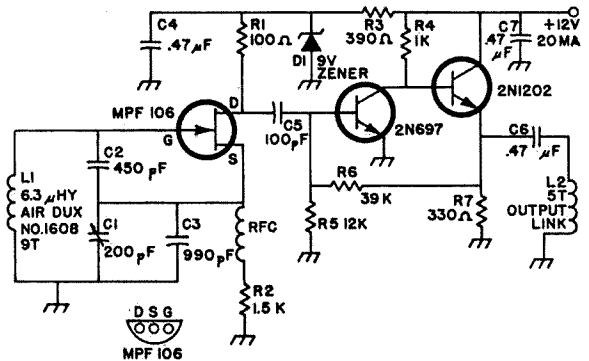 C4
.47µF
R1
100Ω
D1
9V
ZENER
R3
390Ω
R4
1K
C7
.47
µF
+12V
20MA
2N1202
MPF 106
D
G
S
C5
100pF
2N697
C6
.47 µF
C2
450pF
L1
6.3µHY
AIR DUX
NO.1608
9T
C1
200pF
C3
990pF
RFC
R6
39K
R5 12K
R7
330Ω
L2
5T
OUTPUT
LINK
R2
1.5K
D S G
MPF 106